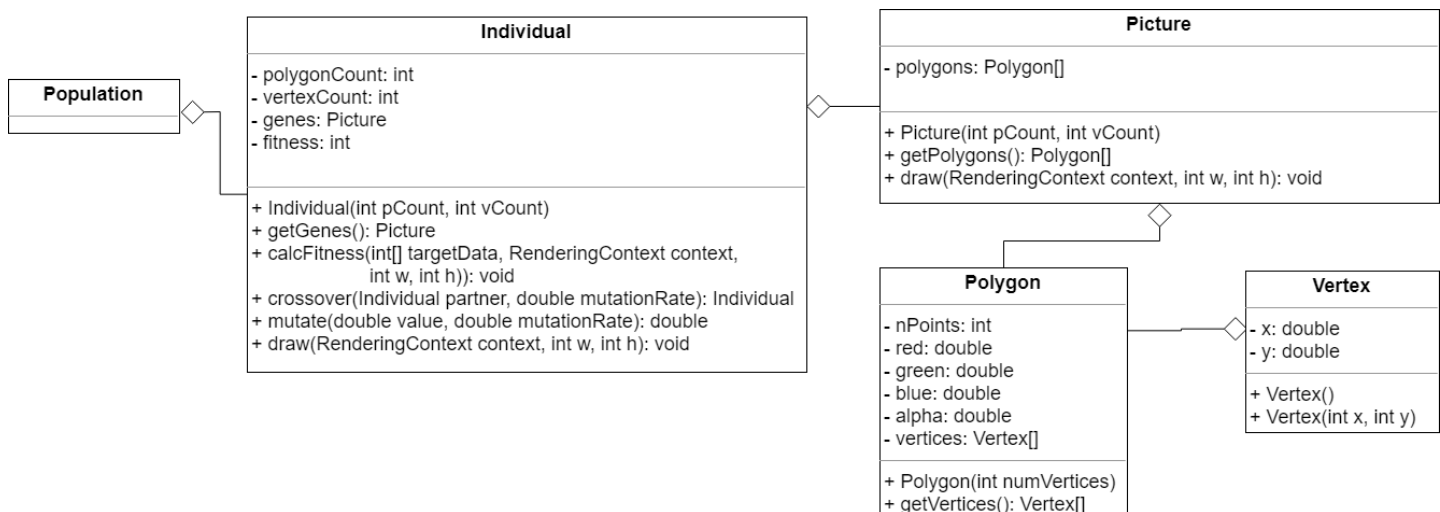 Population
Individual
- polygonCount: int
- vertexCount: int
- genes: Picture
- fitness: int
+ Individual(int pCount, int vCount)
+ getGenes(): Picture
+ calcFitness(int[] targetData, RenderingContext context,
int w, int h)): void
+ crossover(Individual partner, double mutationRate): Individual
+ mutate(double value, double mutationRate): double
+ draw(RenderingContext context, int w, int h): void
Picture
- polygons: Polygon[]
+ Picture(int pCount, int vCount)
+ getPolygons(): Polygon[]
+ draw(RenderingContext context, int w, int h): void
Polygon
- nPoints: int
- red: double
- green: double
- blue: double
- alpha: double
- vertices: Vertex[]
+ Polygon(int numVertices)
+ getVertices(): Vertex[]
Vertex
- x: double
- y: double
+ Vertex()
+ Vertex(int x, int y)